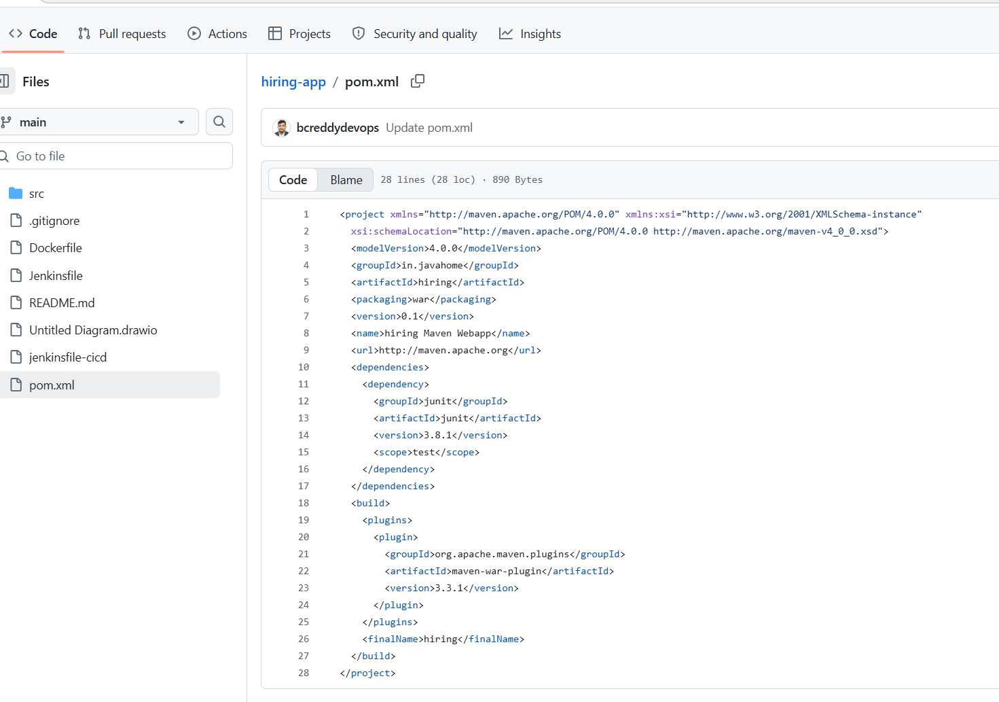 Code Pull requests Actions Projects Security and quality Insights
Files
main
Go to file
src
.gitignore
Dockerfile
Jenkinsfile
README.md
Untitled Diagram.drawio
jenkinsfile-cicd
pom.xml
hiring-app / pom.xml
bcreddydevops Update pom.xml
Code Blame 28 lines (28 loc) · 890 Bytes
1 <project xmlns="http://maven.apache.org/POM/4.0.0" xmlns:xsi="http://www.w3.org/2001/XMLSchema-instance"
2   xsi:schemaLocation="http://maven.apache.org/POM/4.0.0 http://maven.apache.org/maven-v4_0_0.xsd">
3   <modelVersion>4.0.0</modelVersion>
4   <groupId>in.javahome</groupId>
5   <artifactId>hiring</artifactId>
6   <packaging>war</packaging>
7   <version>0.1</version>
8   <name>hiring Maven Webapp</name>
9   <url>http://maven.apache.org</url>
10   <dependencies>
11     <dependency>
12       <groupId>junit</groupId>
13       <artifactId>junit</artifactId>
14       <version>3.8.1</version>
15       <scope>test</scope>
16     </dependency>
17   </dependencies>
18   <build>
19     <plugins>
20       <plugin>
21         <groupId>org.apache.maven.plugins</groupId>
22         <artifactId>maven-war-plugin</artifactId>
23         <version>3.3.1</version>
24       </plugin>
25     </plugins>
26     <finalName>hiring</finalName>
27   </build>
28 </project>